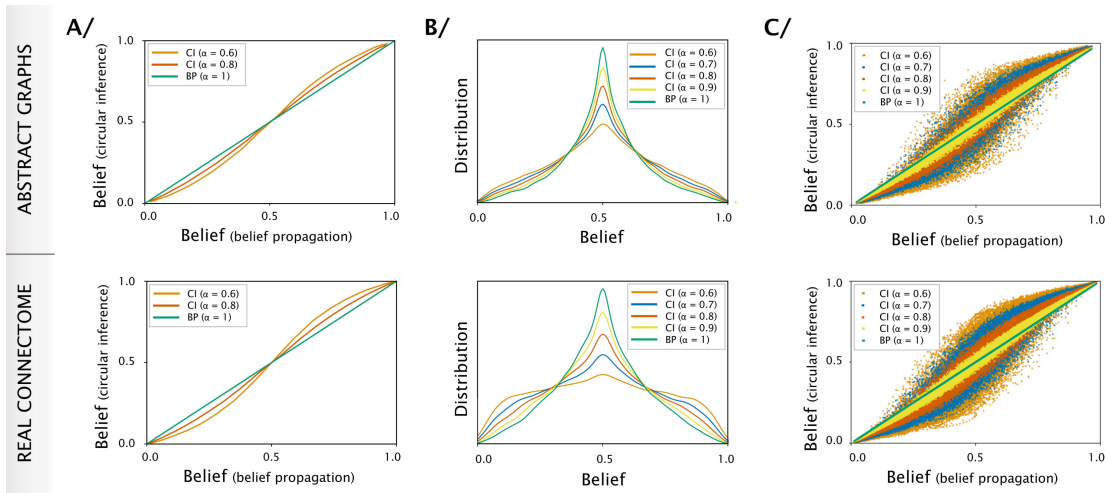 ABSTRACT GRAPHS
A/
1.0
0.5
0.0
0.0
0.5
1.0
Belief (circular inference)
Belief (belief propagation)
CI (α = 0.6)
CI (α = 0.8)
BP (α = 1)
B/
Distribution
CI (α = 0.6)
CI (α = 0.7)
CI (α = 0.8)
CI (α = 0.9)
BP (α = 1)
0.0
0.5
1.0
Belief
C/
1.0
0.5
0.0
0.0
0.5
1.0
Belief (circular inference)
Belief (belief propagation)
CI (α = 0.6)
CI (α = 0.7)
CI (α = 0.8)
CI (α = 0.9)
BP (α = 1)
REAL CONNECTOME
1.0
0.5
0.0
0.0
0.5
1.0
Belief (circular inference)
Belief (belief propagation)
CI (α = 0.6)
CI (α = 0.8)
BP (α = 1)
Distribution
CI (α = 0.6)
CI (α = 0.7)
CI (α = 0.8)
CI (α = 0.9)
BP (α = 1)
0.0
0.5
1.0
Belief
1.0
0.5
0.0
0.0
0.5
1.0
Belief (circular inference)
Belief (belief propagation)
CI (α = 0.6)
CI (α = 0.7)
CI (α = 0.8)
CI (α = 0.9)
BP (α = 1)